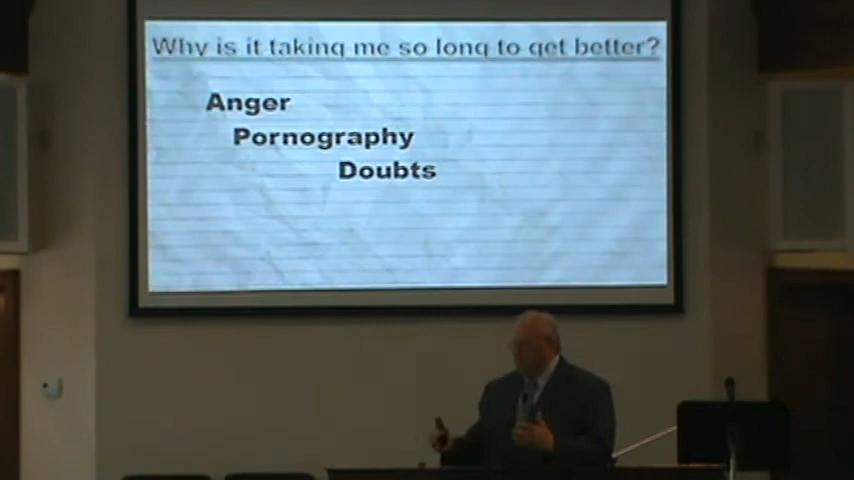 Why is it taking me so long to get better?
Anger
Pornography
Doubts